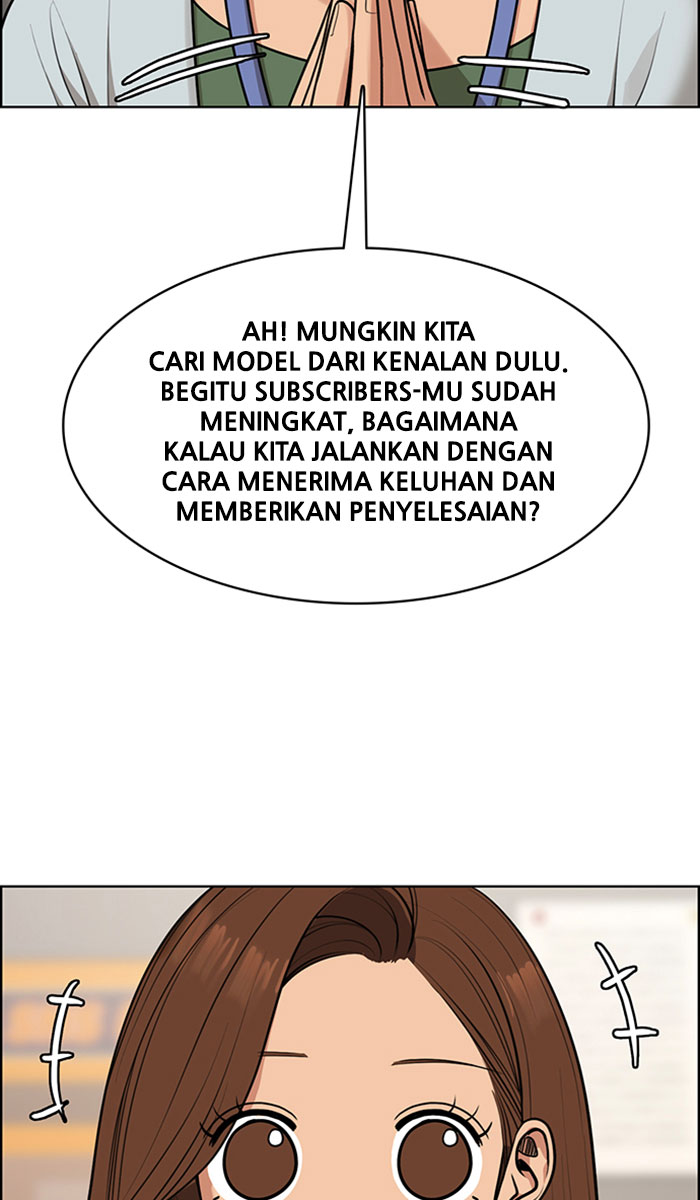 AH! MUNGKIN KITA
CARI MODEL DARI KENALAN DULU.
BEGITU SUBSCRIBERS-MU SUDAH
MENINGKAT, BAGAIMANA
KALAU KITA JALANKAN DENGAN
CARA MENERIMA KELUHAN DAN
MEMBERIKAN PENYELESAIAN?